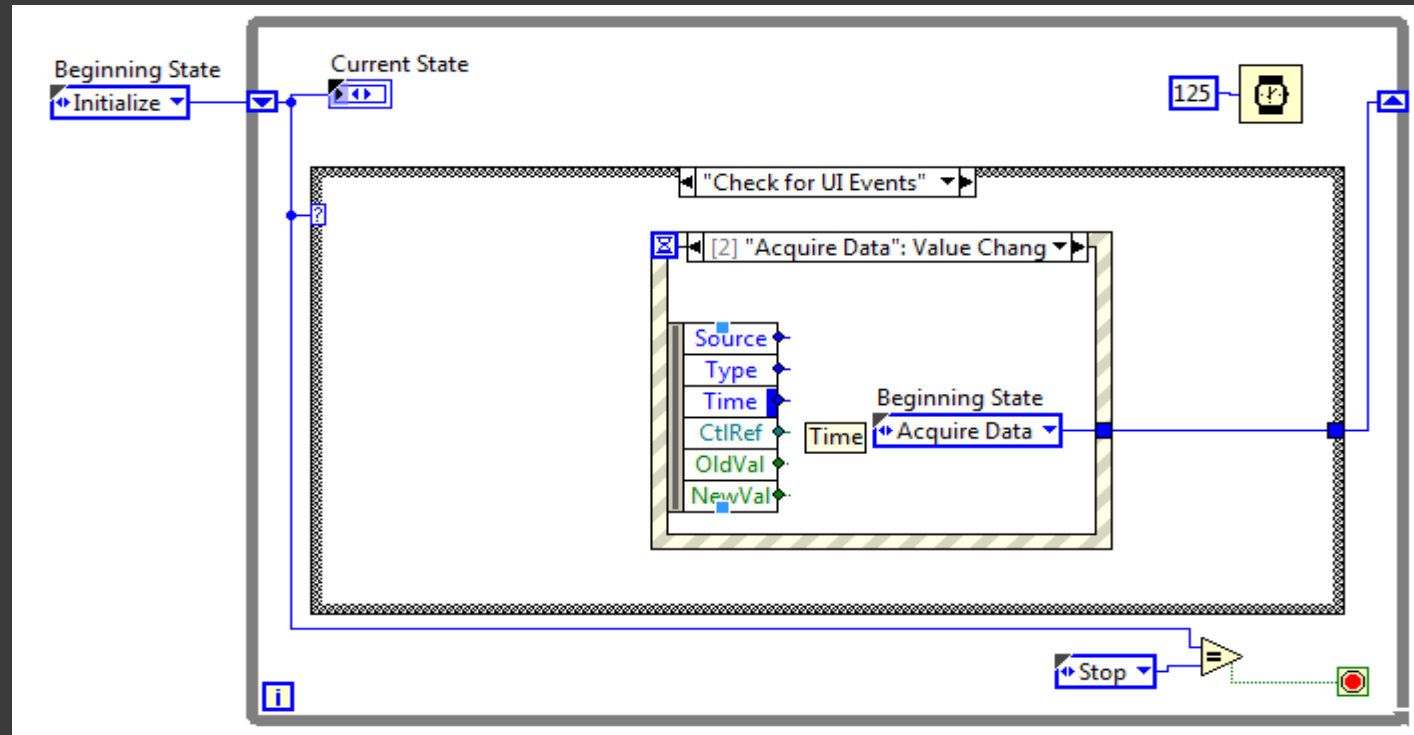 Beginning State
Initialize
Current State
125
"Check for UI Events"
?
[2] "Acquire Data": Value Chang
Source
Type
Time
CtlRef
OldVal
NewVal
Time
Beginning State
Acquire Data
=
Stop
i